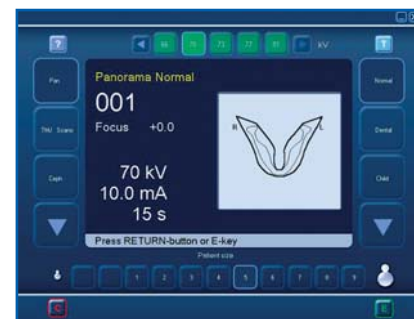 ? 66 70 73 77 81 kV T
Pan
TMJ Scans
Ceph
Panorama Normal
001
Focus +0.0
70 kV
10.0 mA
15 s
R L
Press RETURN-button or E-key
Normal
Dental
Child
Patient size
1 2 3 4 5 6 7 8 9
C E